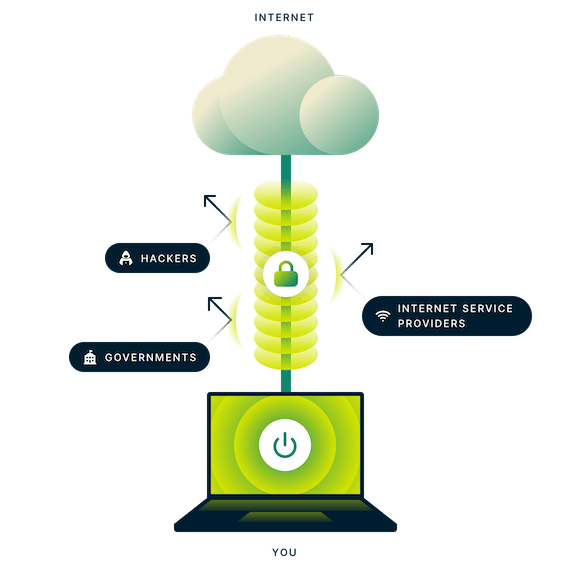 INTERNET
HACKERS
INTERNET SERVICE
PROVIDERS
GOVERNMENTS
YOU